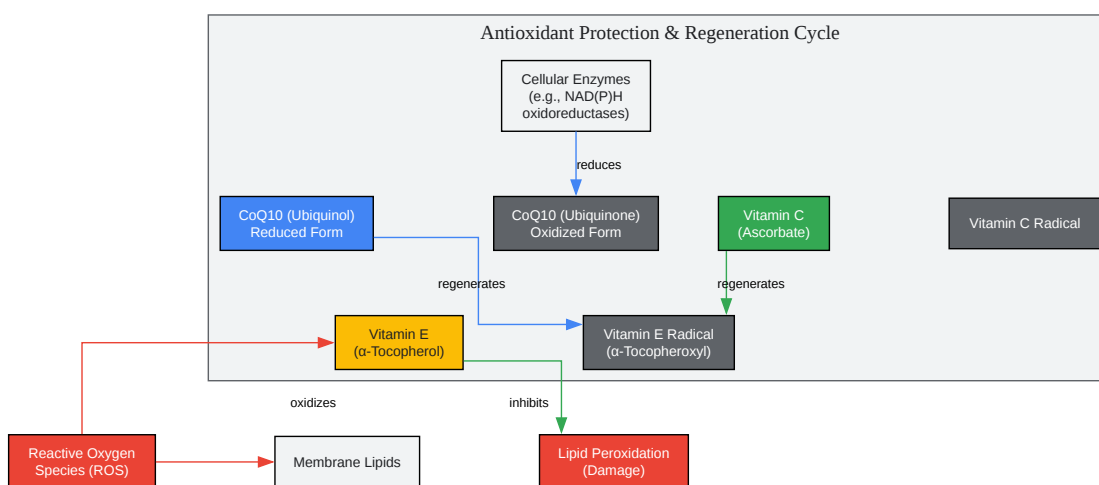 Antioxidant Protection & Regeneration Cycle
Cellular Enzymes
(e.g., NAD(P)H
oxidoreductases)
reduces
CoQ10 (Ubiquinol)
Reduced Form
CoQ10 (Ubiquinone)
Oxidized Form
Vitamin C
(Ascorbate)
Vitamin C Radical
regenerates
regenerates
Vitamin E
(α-Tocopherol)
Vitamin E Radical
(α-Tocopheroxyl)
oxidizes
inhibits
Reactive Oxygen
Species (ROS)
Membrane Lipids
Lipid Peroxidation
(Damage)